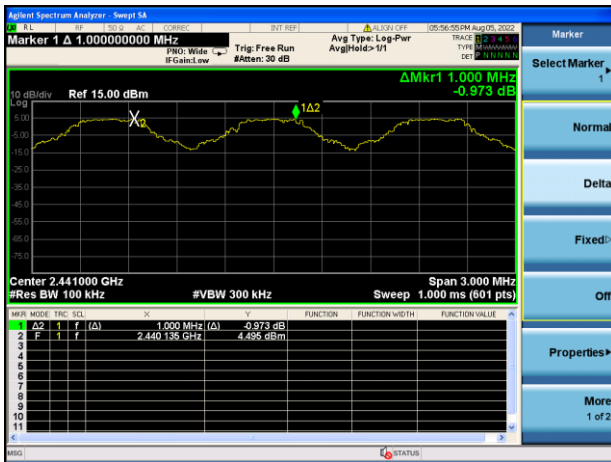 Agilent Spectrum Analyzer - Swept SA
RL RF 50 Ω AC CORREC INT REF ALIGN OFF 05:56:55 PM Aug 05, 2022
Marker 1 Δ 1.000000000 MHz
PNO: Wide
IFGain:Low
Trig: Free Run
#Atten: 30 dB
Avg Type: Log-Pwr
Avg|Hold:>1/1
TRACE 1 2 3 4 5 6
TYPE MWWWWW
DET P N N N N N
ΔMkr1 1.000 MHz
-0.973 dB
10 dB/div Ref 15.00 dBm
Log
5.00
-5.00
-15.0
-25.0
-35.0
-45.0
-55.0
-65.0
-75.0
2
1Δ2
Center 2.441000 GHz Span 3.000 MHz
#Res BW 100 kHz #VBW 300 kHz Sweep 1.000 ms (601 pts)
MKR MODE TRC SCL X Y FUNCTION FUNCTION WIDTH FUNCTION VALUE
1 Δ2 1 f (Δ) 1.000 MHz (Δ) -0.973 dB
2 F 1 f 2.440 135 GHz 4.495 dBm
3
4
5
6
7
8
9
10
11
MSG STATUS
Marker
Select Marker
1
Normal
Delta
Fixed
Off
Properties
More
1 of 2